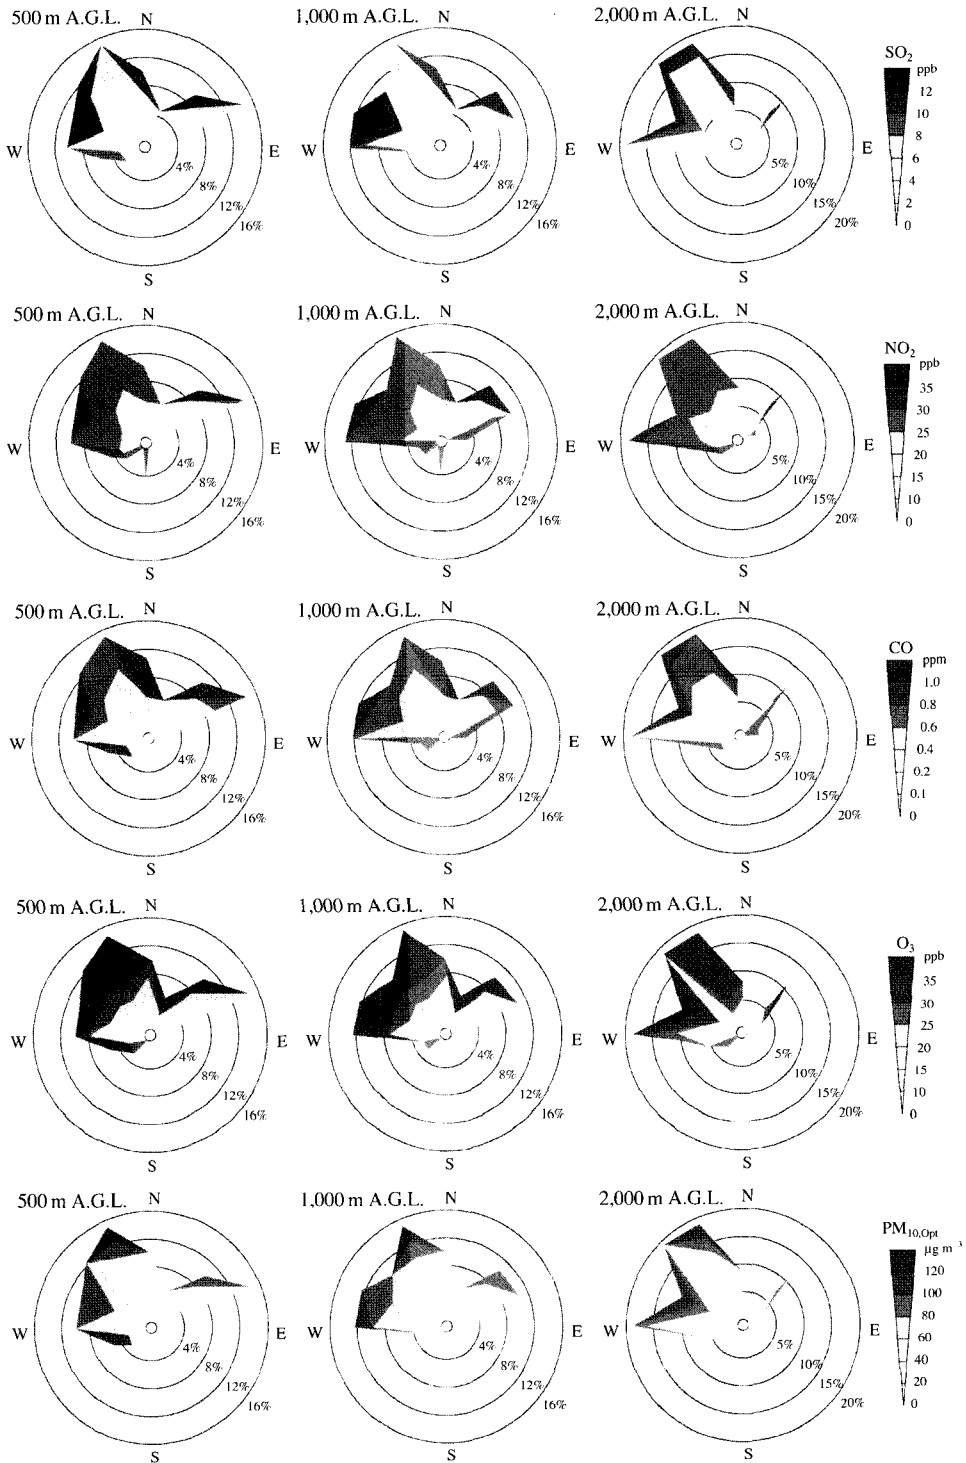 500 m A.G.L. N 1,000 m A.G.L. N 2,000 m A.G.L. N
SO2
ppb
12
10
8
6
4
2
0
W E W E W E
4% 4% 5%
8% 8% 10%
12% 12% 15%
16% 16% 20%
S S S
500 m A.G.L. N 1,000 m A.G.L. N 2,000 m A.G.L. N
NO2
ppb
35
30
25
20
15
10
0
W E W E W E
4% 4% 5%
8% 8% 10%
12% 12% 15%
16% 16% 20%
S S S
500 m A.G.L. N 1,000 m A.G.L. N 2,000 m A.G.L. N
CO
ppm
1.0
0.8
0.6
0.4
0.2
0.1
0
W E W E W E
4% 4% 5%
8% 8% 10%
12% 12% 15%
16% 16% 20%
S S S
500 m A.G.L. N 1,000 m A.G.L. N 2,000 m A.G.L. N
O3
ppb
35
30
25
20
15
10
0
W E W E W E
4% 4% 5%
8% 8% 10%
12% 12% 15%
16% 16% 20%
S S S
500 m A.G.L. N 1,000 m A.G.L. N 2,000 m A.G.L. N
PM10,Opt
µg m⁻³
120
100
80
60
40
20
0
W E W E W E
4% 4% 5%
8% 8% 10%
12% 12% 15%
16% 16% 20%
S S S